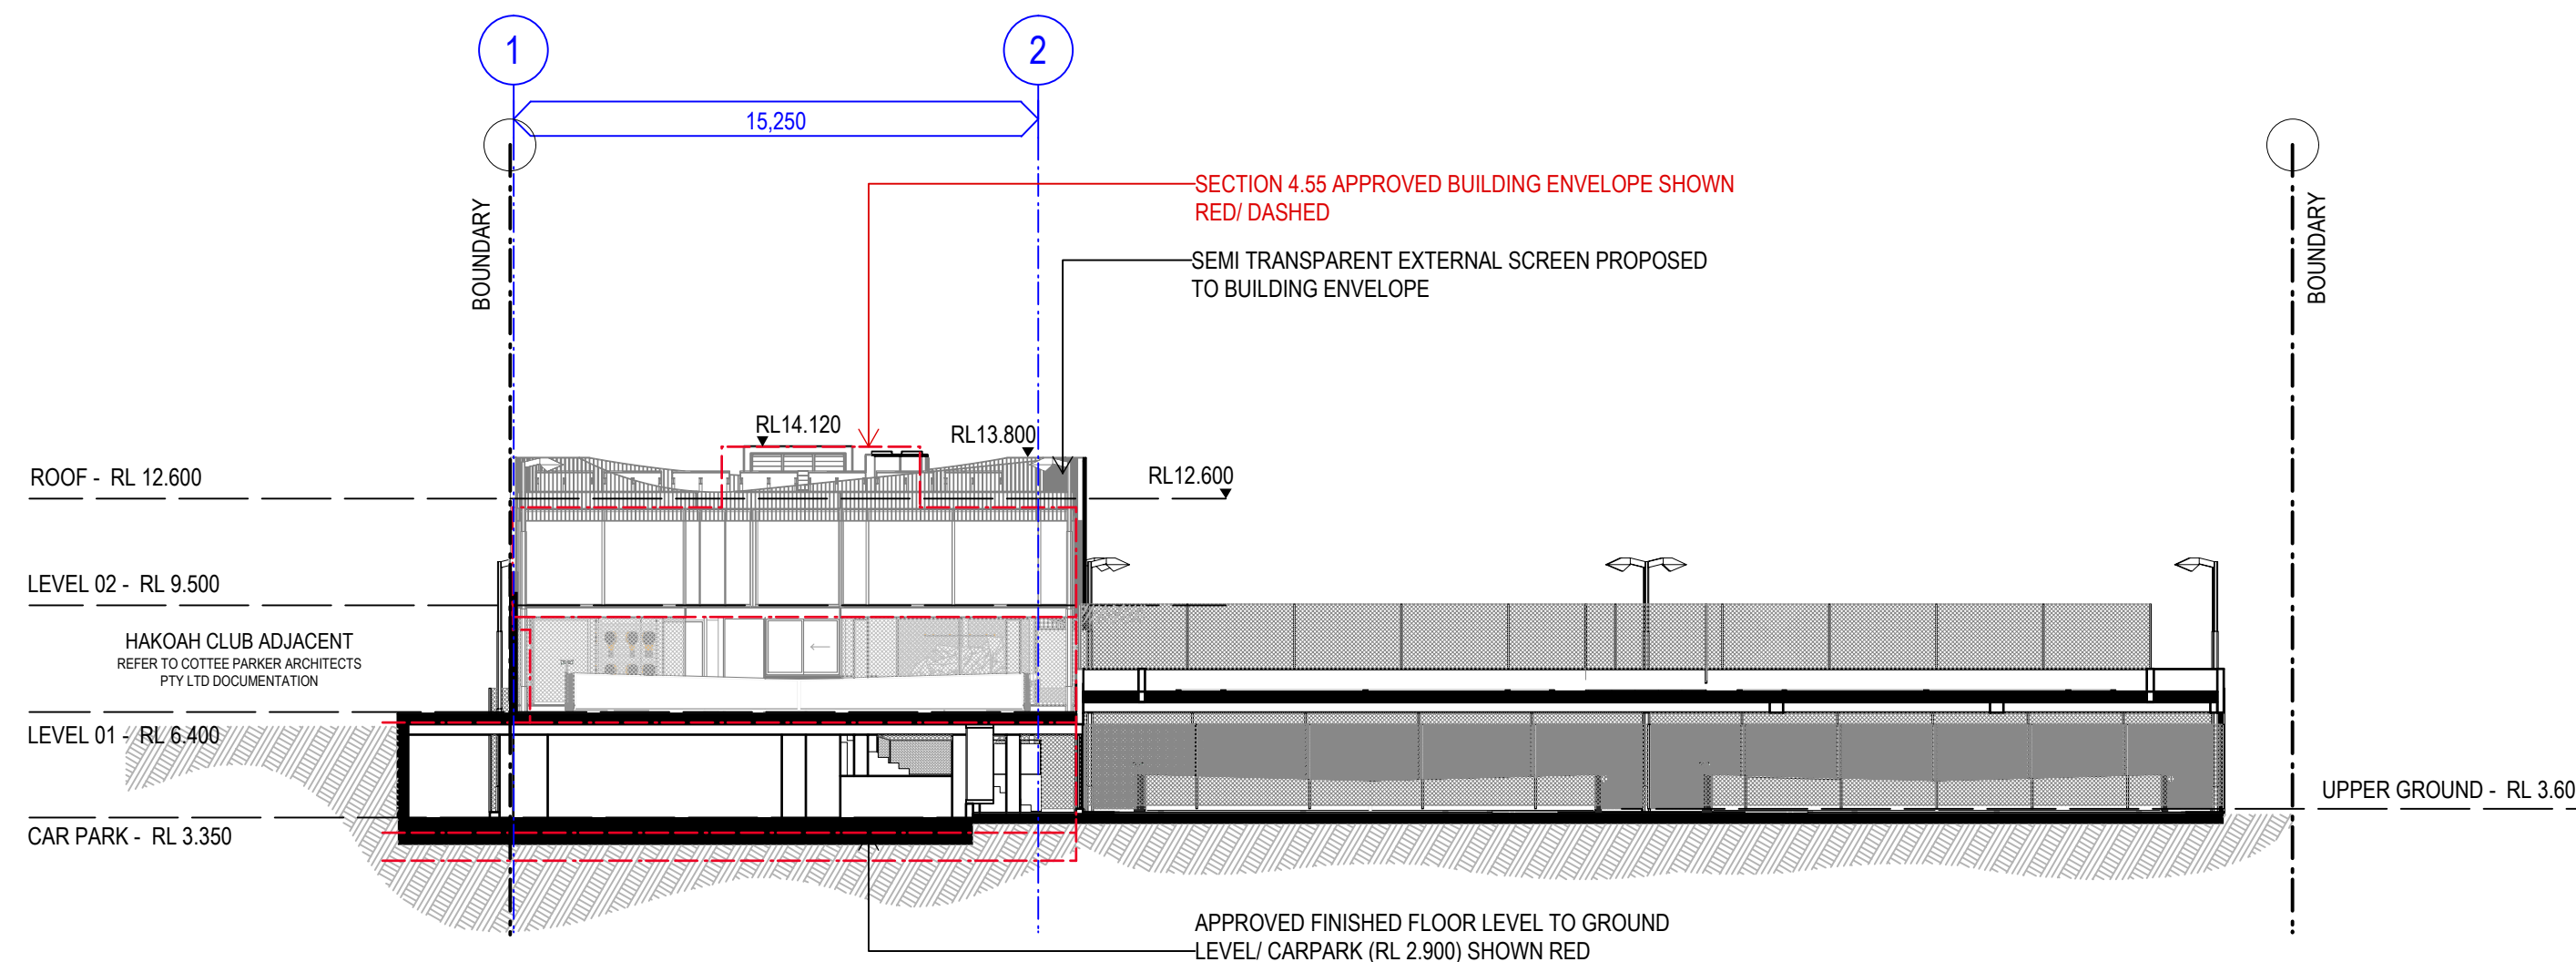 1
2
15,250
BOUNDARY
BOUNDARY
SECTION 4.55 APPROVED BUILDING ENVELOPE SHOWN
RED/ DASHED
SEMI TRANSPARENT EXTERNAL SCREEN PROPOSED
TO BUILDING ENVELOPE
RL14.120
RL13.800
RL12.600
ROOF - RL 12.600
LEVEL 02 - RL 9.500
HAKOAH CLUB ADJACENT
REFER TO COTTEE PARKER ARCHITECTS
PTY LTD DOCUMENTATION
LEVEL 01 - RL 6.400
CAR PARK - RL 3.350
UPPER GROUND - RL 3.60
APPROVED FINISHED FLOOR LEVEL TO GROUND
LEVEL/ CARPARK (RL 2.900) SHOWN RED